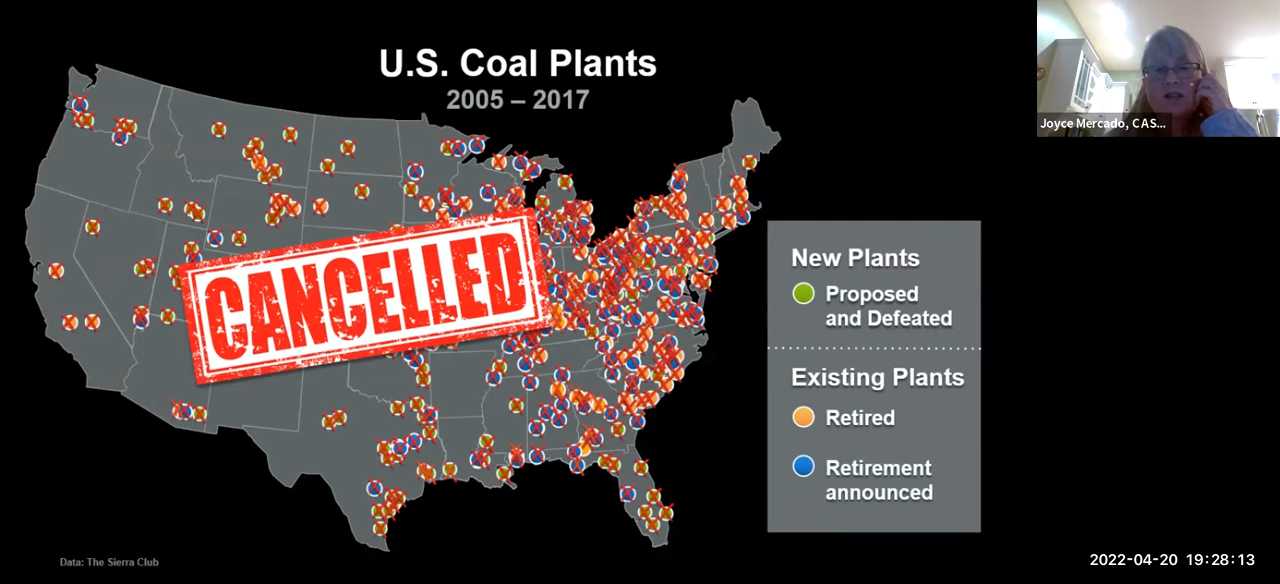 U.S. Coal Plants
2005 – 2017
Joyce Mercado, CAS...
CANCELLED
New Plants
Proposed
and Defeated
Existing Plants
Retired
Retirement
announced
Data: The Sierra Club
2022-04-20 19:28:13